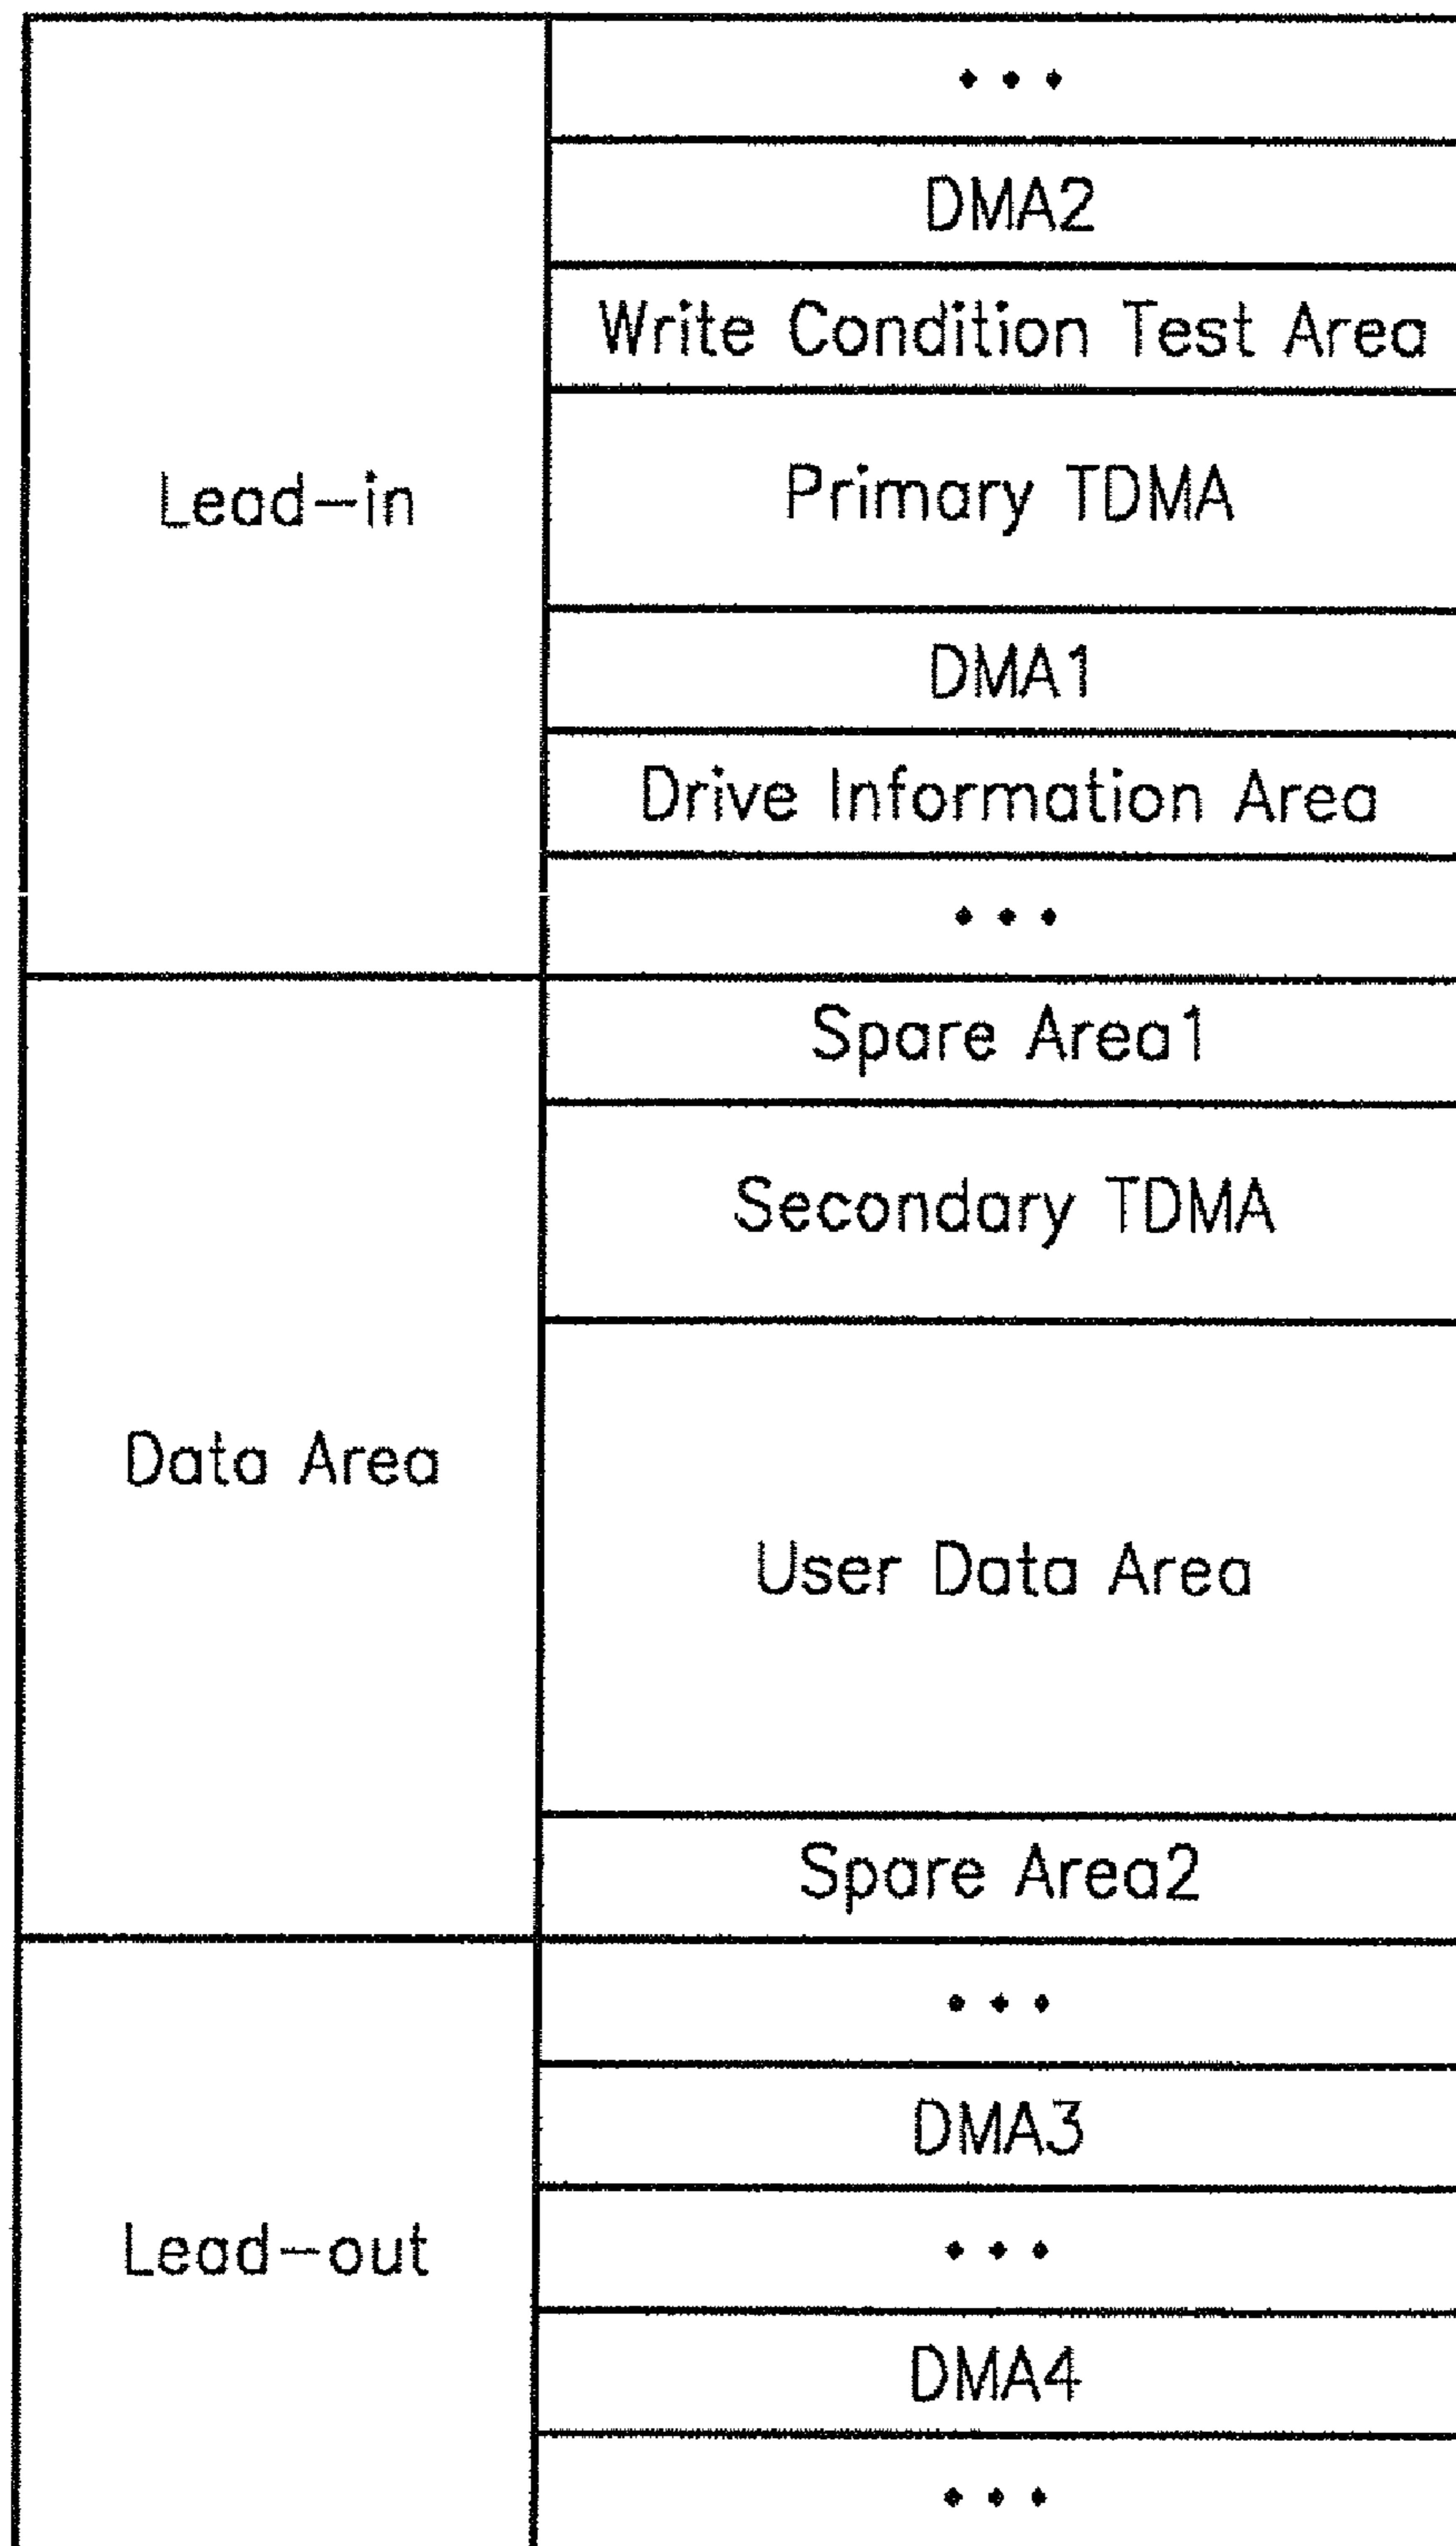 Lead-in
• • •
DMA2
Write Condition Test Area
Primary TDMA
DMA1
Drive Information Area
• • •
Data Area
Spare Area1
Secondary TDMA
User Data Area
Spare Area2
Lead-out
• • •
DMA3
• • •
DMA4
• • •